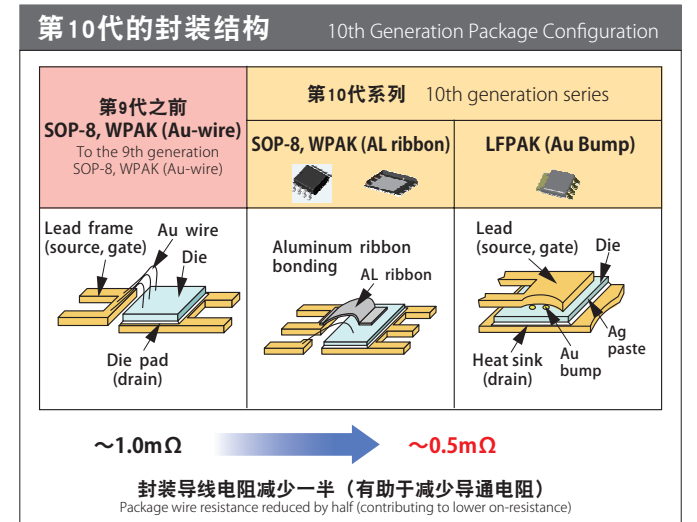 第10代的封装结构 10th Generation Package Configuration
第9代之前
SOP-8, WPAK (Au-wire)
To the 9th generation
SOP-8, WPAK (Au-wire)
第10代系列 10th generation series
SOP-8, WPAK (AL ribbon)
LFPAK (Au Bump)
Lead frame
(source, gate)
Au wire
Die
Die pad
(drain)
Aluminum ribbon
bonding
AL ribbon
Lead
(source, gate)
Die
Ag
paste
Au
bump
Heat sink
(drain)
～1.0mΩ
～0.5mΩ
封装导线电阻减少一半（有助于减少导通电阻）
Package wire resistance reduced by half (contributing to lower on-resistance)